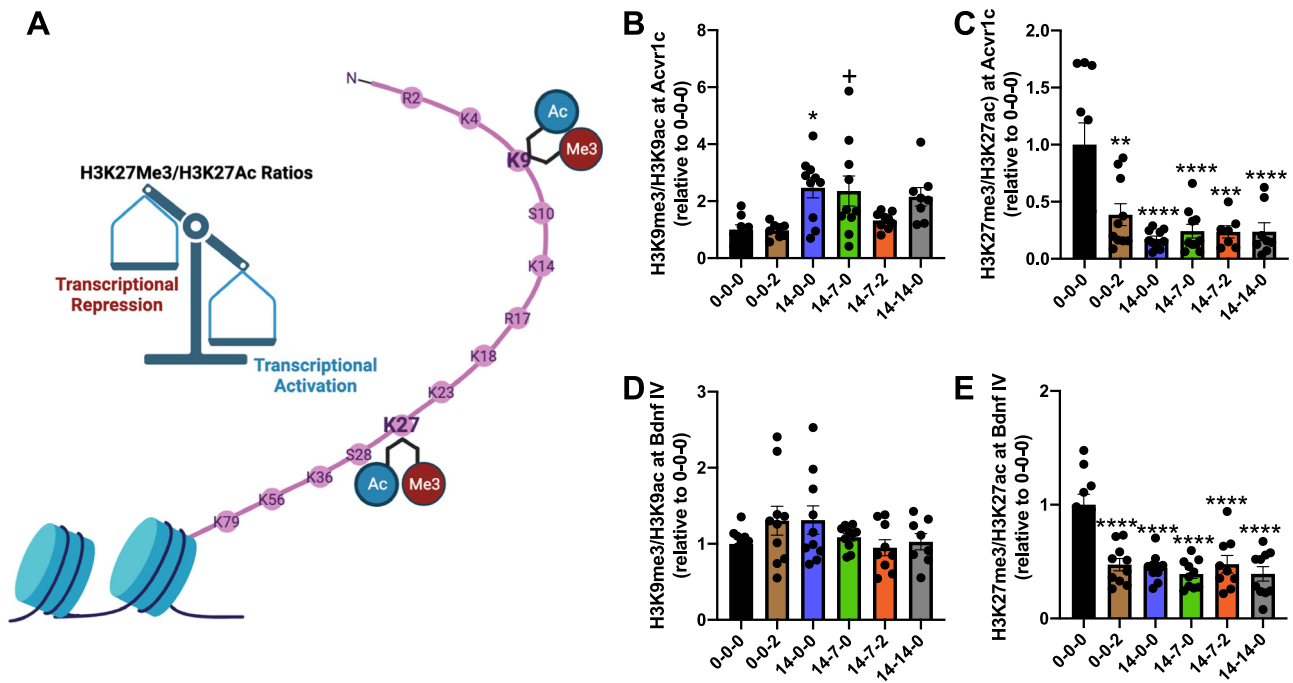 A
N
R2
K4
Ac
K9
Me3
H3K27Me3/H3K27Ac Ratios
S10
Transcriptional
Repression
K14
R17
Transcriptional
Activation
K18
K23
K27
S28
Ac
Me3
K36
K56
K79
B
H3K9me3/H3K9ac at Acvr1c
(relative to 0-0-0)
8
6
4
2
0
*
+
0-0-0
0-0-2
14-0-0
14-7-0
14-7-2
14-14-0
C
H3K27me3/H3K27ac) at Acvr1c
(relative to 0-0-0)
2.0
1.5
1.0
0.5
0.0
**
****
****
***
****
0-0-0
0-0-2
14-0-0
14-7-0
14-7-2
14-14-0
D
H3K9me3/H3K9ac at Bdnf IV
(relative to 0-0-0)
3
2
1
0
0-0-0
0-0-2
14-0-0
14-7-0
14-7-2
14-14-0
E
H3K27me3/H3K27ac at Bdnf IV
(relative to 0-0-0)
2
1
0
****
****
****
****
****
0-0-0
0-0-2
14-0-0
14-7-0
14-7-2
14-14-0